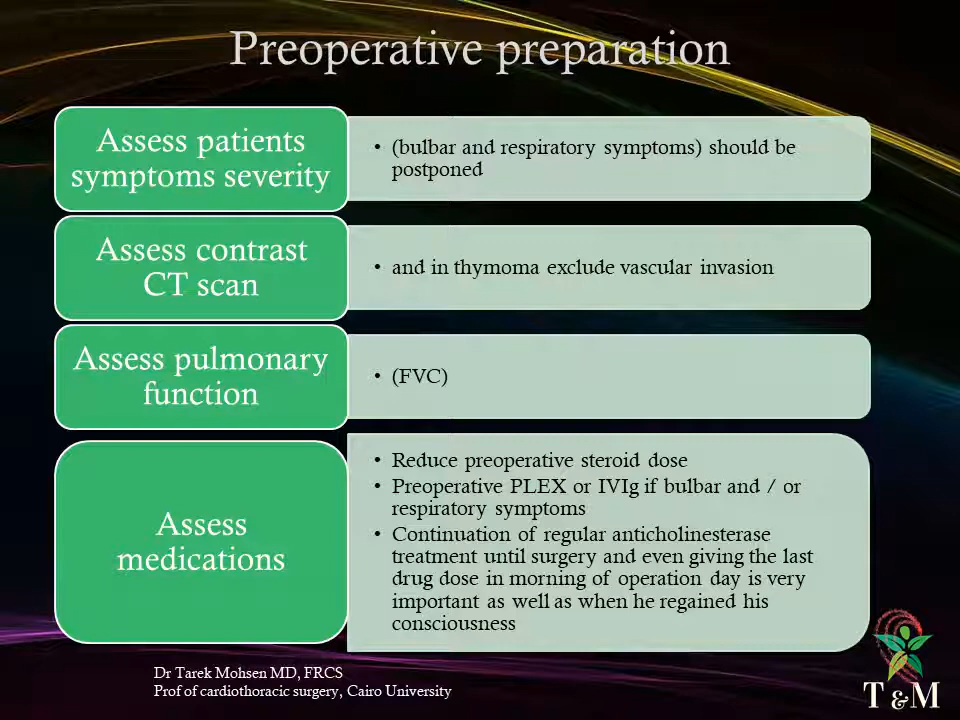 Preoperative preparation
Assess patients
symptoms severity
• (bulbar and respiratory symptoms) should be
postponed
Assess contrast
CT scan
• and in thymoma exclude vascular invasion
Assess pulmonary
function
• (FVC)
Assess
medications
• Reduce preoperative steroid dose
• Preoperative PLEX or IVIg if bulbar and / or
respiratory symptoms
• Continuation of regular anticholinesterase
treatment until surgery and even giving the last
drug dose in morning of operation day is very
important as well as when he regained his
consciousness
Dr Tarek Mohsen MD, FRCS
Prof of cardiothoracic surgery, Cairo University
T & M